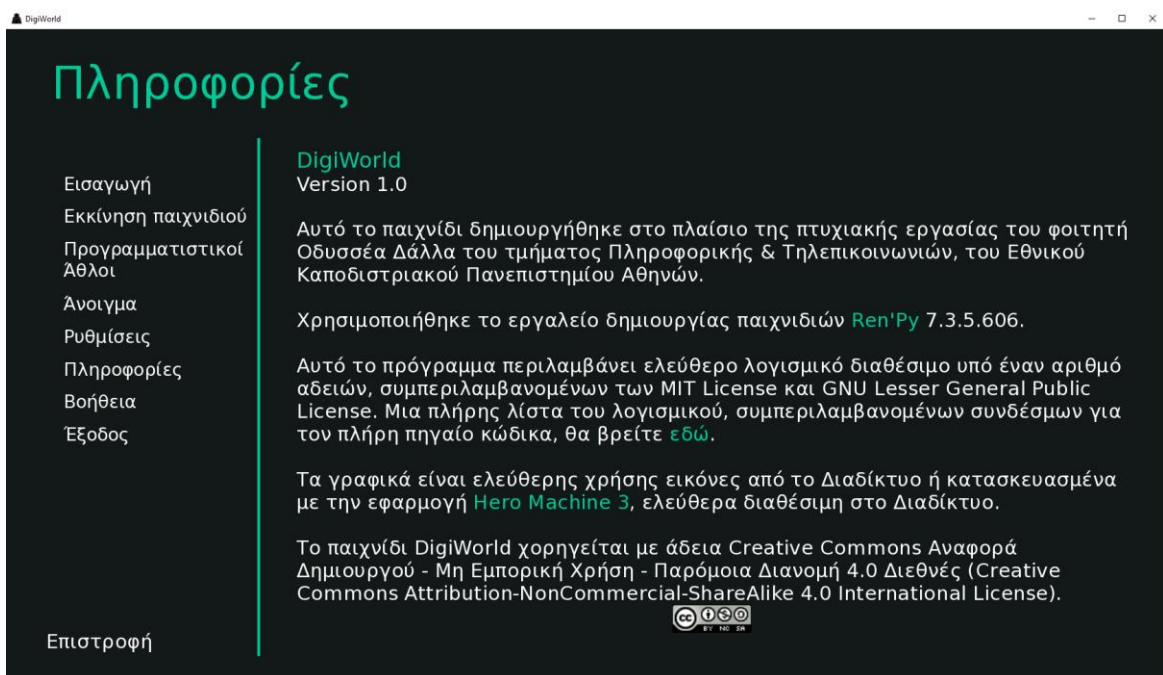 DigiWorld
Πληροφορίες
Εισαγωγή
Εκκίνηση παιχνιδιού
Προγραμματιστικοί
Άθλοι
Άνοιγμα
Ρυθμίσεις
Πληροφορίες
Βοήθεια
Έξοδος
Επιστροφή
DigiWorld
Version 1.0
Αυτό το παιχνίδι δημιουργήθηκε στο πλαίσιο της πτυχιακής εργασίας του φοιτητή
Οδυσσέα Δάλλα του τμήματος Πληροφορικής & Τηλεπικοινωνιών, του Εθνικού
Καποδιστριακού Πανεπιστημίου Αθηνών.
Χρησιμοποιήθηκε το εργαλείο δημιουργίας παιχνιδιών Ren'Py 7.3.5.606.
Αυτό το πρόγραμμα περιλαμβάνει ελεύθερο λογισμικό διαθέσιμο υπό έναν αριθμό
αδειών, συμπεριλαμβανομένων των MIT License και GNU Lesser General Public
License. Μια πλήρης λίστα του λογισμικού, συμπεριλαμβανομένων συνδέσμων για
τον πλήρη πηγαίο κώδικα, θα βρείτε εδώ.
Τα γραφικά είναι ελεύθερης χρήσης εικόνες από το Διαδίκτυο ή κατασκευασμένα
με την εφαρμογή Hero Machine 3, ελεύθερα διαθέσιμη στο Διαδίκτυο.
Το παιχνίδι DigiWorld χορηγείται με άδεια Creative Commons Αναφορά
Δημιουργού - Μη Εμπορική Χρήση - Παρόμοια Διανομή 4.0 Διεθνές (Creative
Commons Attribution-NonCommercial-ShareAlike 4.0 International License).
cc
BY NC SA